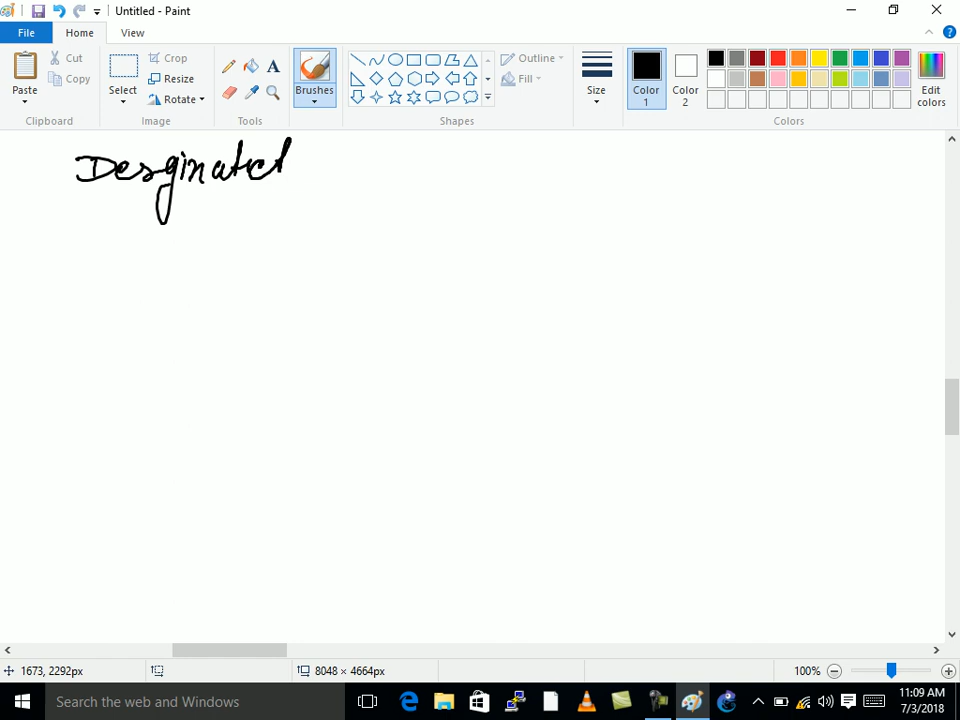 Untitled - Paint
File Home View
Paste Cut Copy Clipboard
Select Crop Resize Rotate Image
A Tools
Brushes
Outline Fill Shapes
Size
Color 1 Color 2 Edit colors Colors
Desginated
1673, 2292px 8048 × 4664px 100%
Search the web and Windows
11:09 AM
7/3/2018